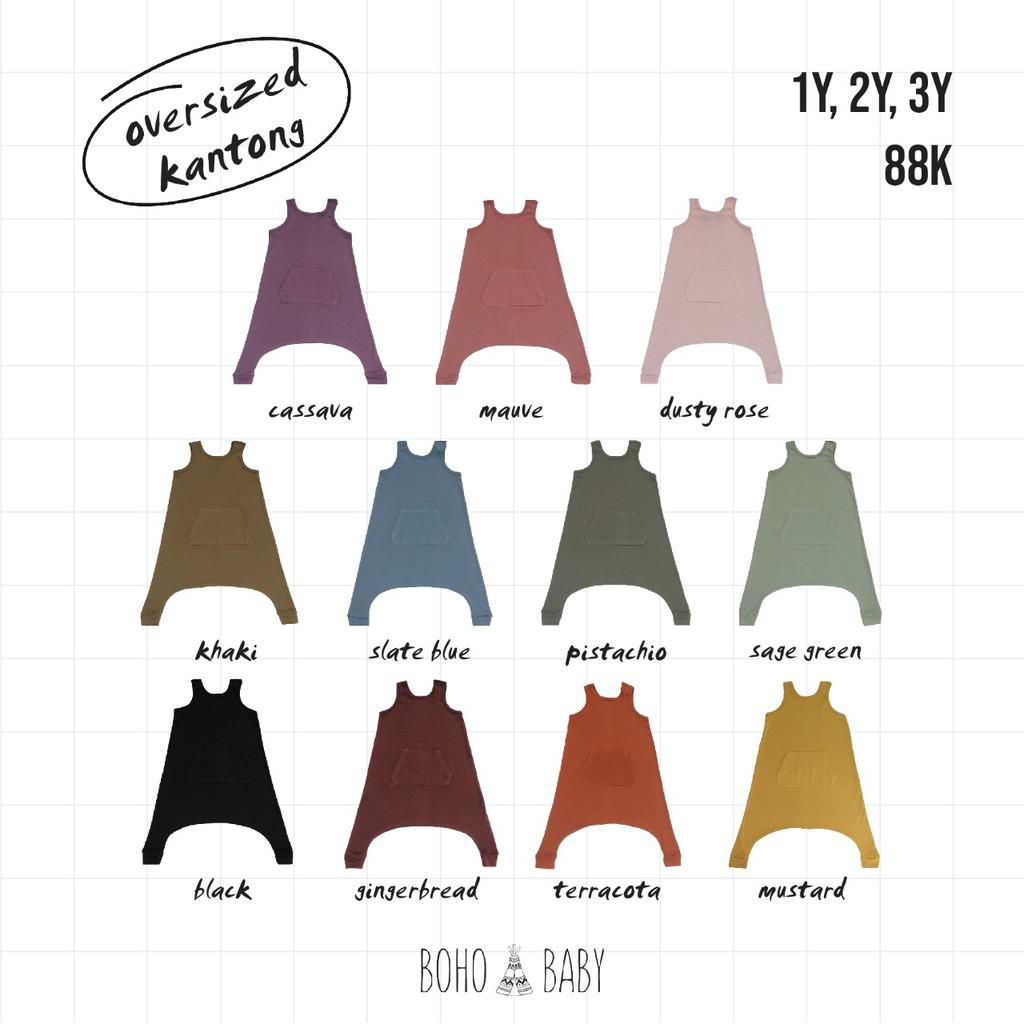 oversized
kantong
1Y, 2Y, 3Y
88K
cassava
mauve
dusty rose
khaki
slate blue
pistachio
sage green
black
gingerbread
terracota
mustard
BOHO BABY